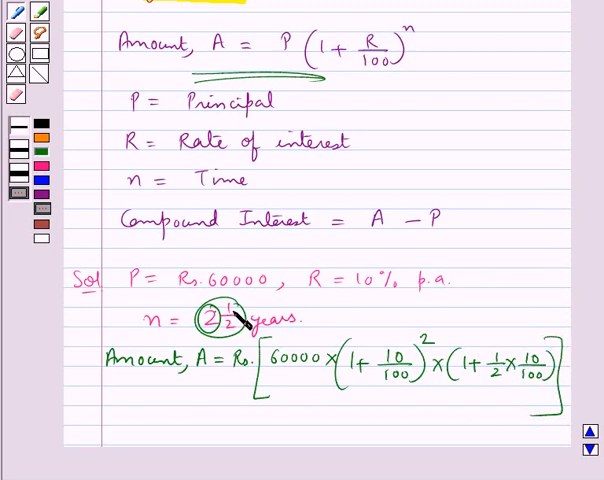 Amount, A = P (1 + R/100)^n
P = Principal
R = Rate of interest
n = Time
Compound Interest = A - P
Sol P = Rs. 60000, R = 10% p.a.
n = 2 1/2 years.
Amount, A = Rs. [60000 × (1 + 10/100)^2 × (1 + 1/2 × 10/100)]